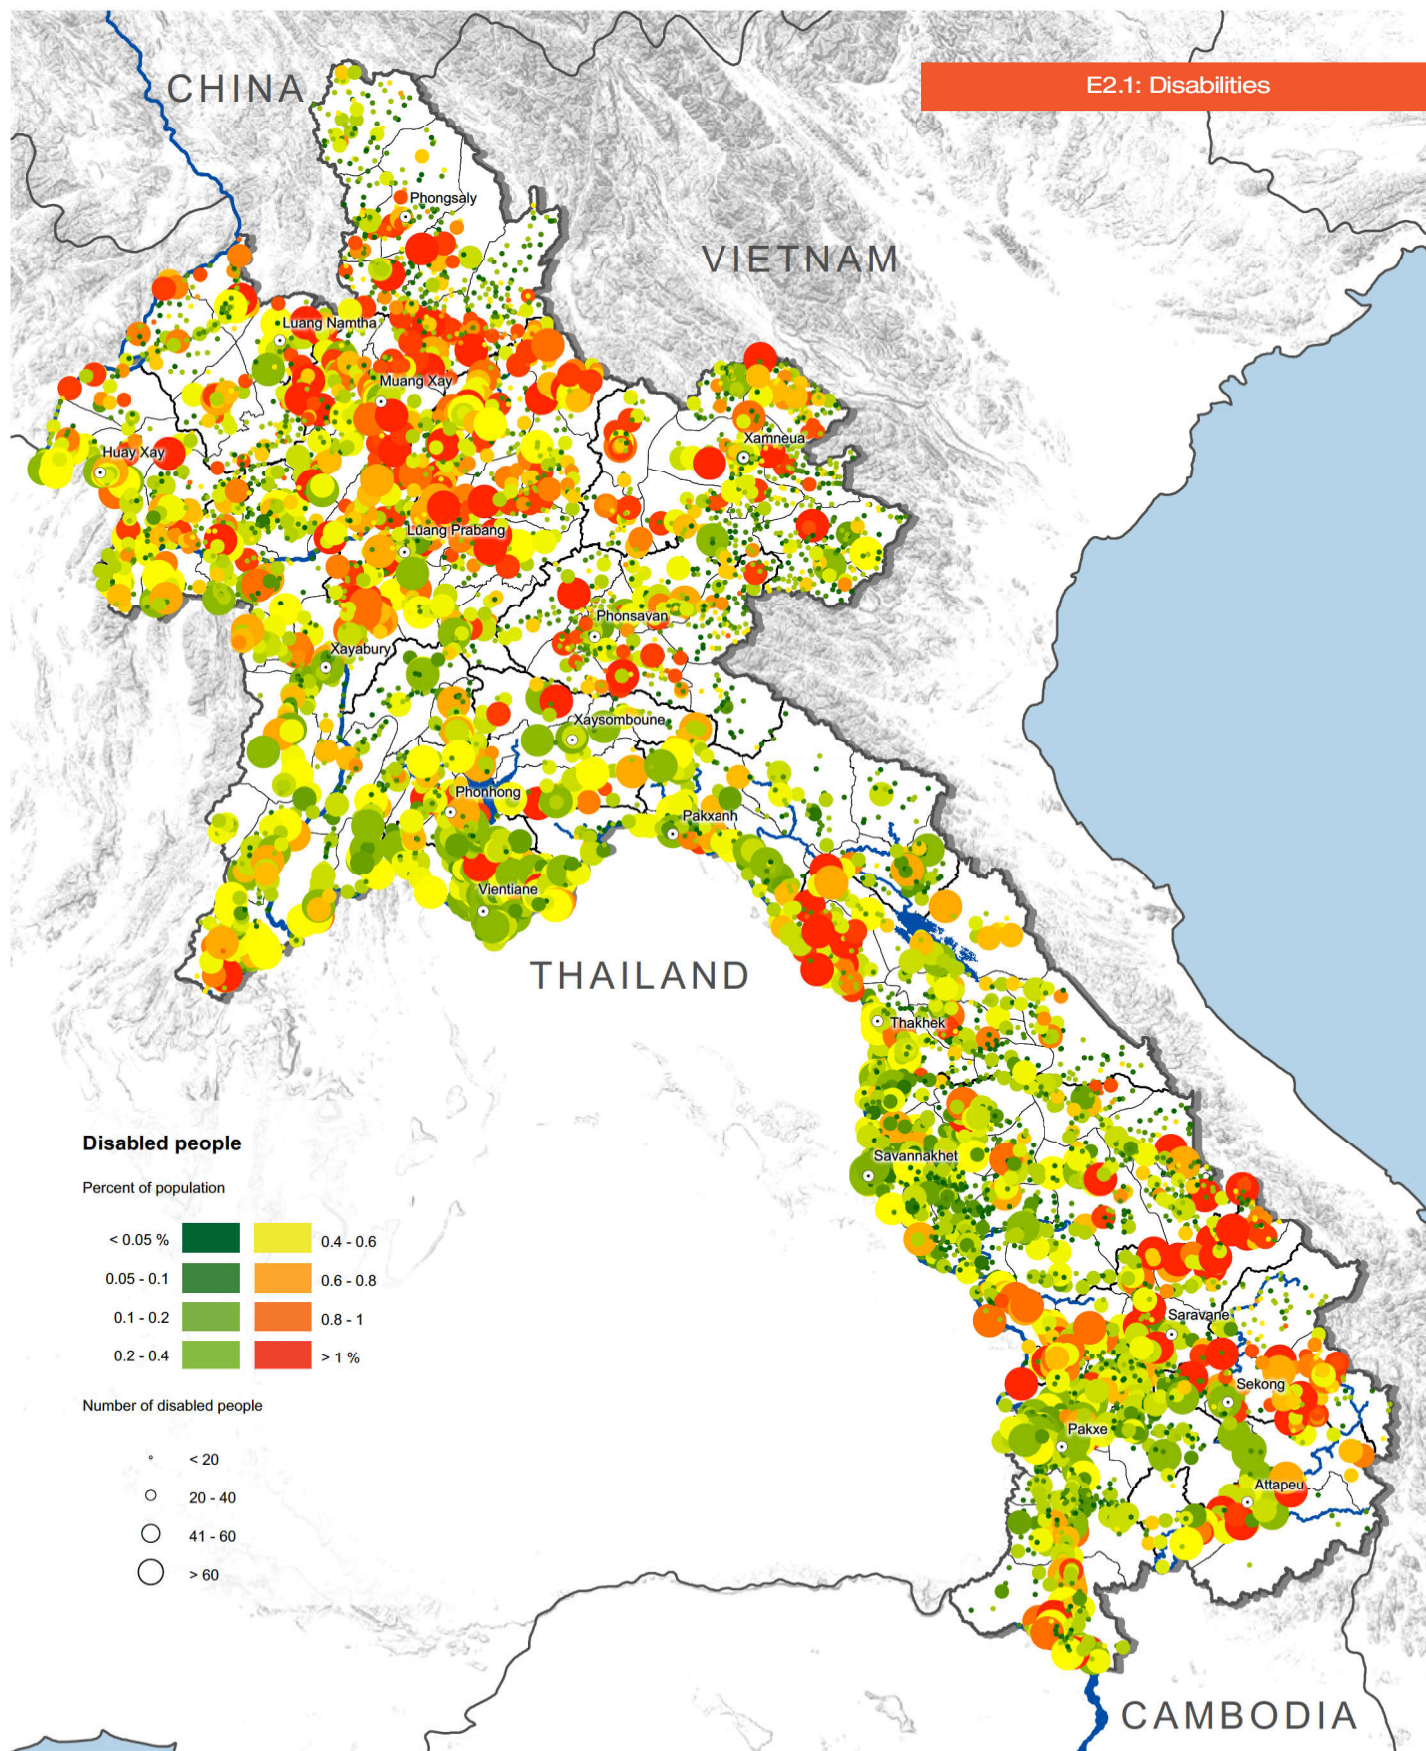 E2.1: Disabilities
CHINA
Phongsaly
VIETNAM
Luang Namtha
Muang Xay
Xamneua
Huay Xay
Luang Prabang
Phonsavan
Xayabury
Xaysomboune
Phonhong
Pakxanh
Vientiane
THAILAND
Thakhek
Savannakhet
Saravane
Sekong
Pakxe
Attapeu
CAMBODIA
Disabled people
Percent of population
< 0.05 % 0.4 - 0.6
0.05 - 0.1 0.6 - 0.8
0.1 - 0.2 0.8 - 1
0.2 - 0.4 > 1 %
Number of disabled people
< 20
20 - 40
41 - 60
> 60